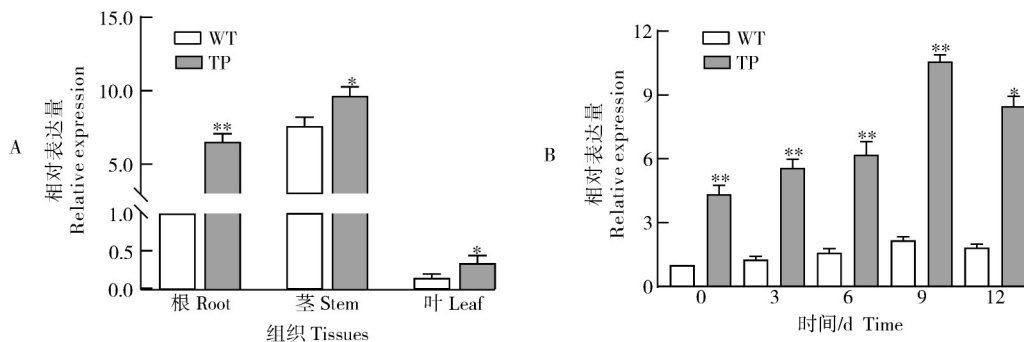 A
相对表达量
Relative expression
15.0
10.0
5.0
1.0
0.5
0.0
WT
TP
**
*
*
根 Root
茎 Stem
叶 Leaf
组织 Tissues
B
相对表达量
Relative expression
12
9
6
3
0
WT
TP
**
**
**
**
*
0
3
6
9
12
时间/d Time